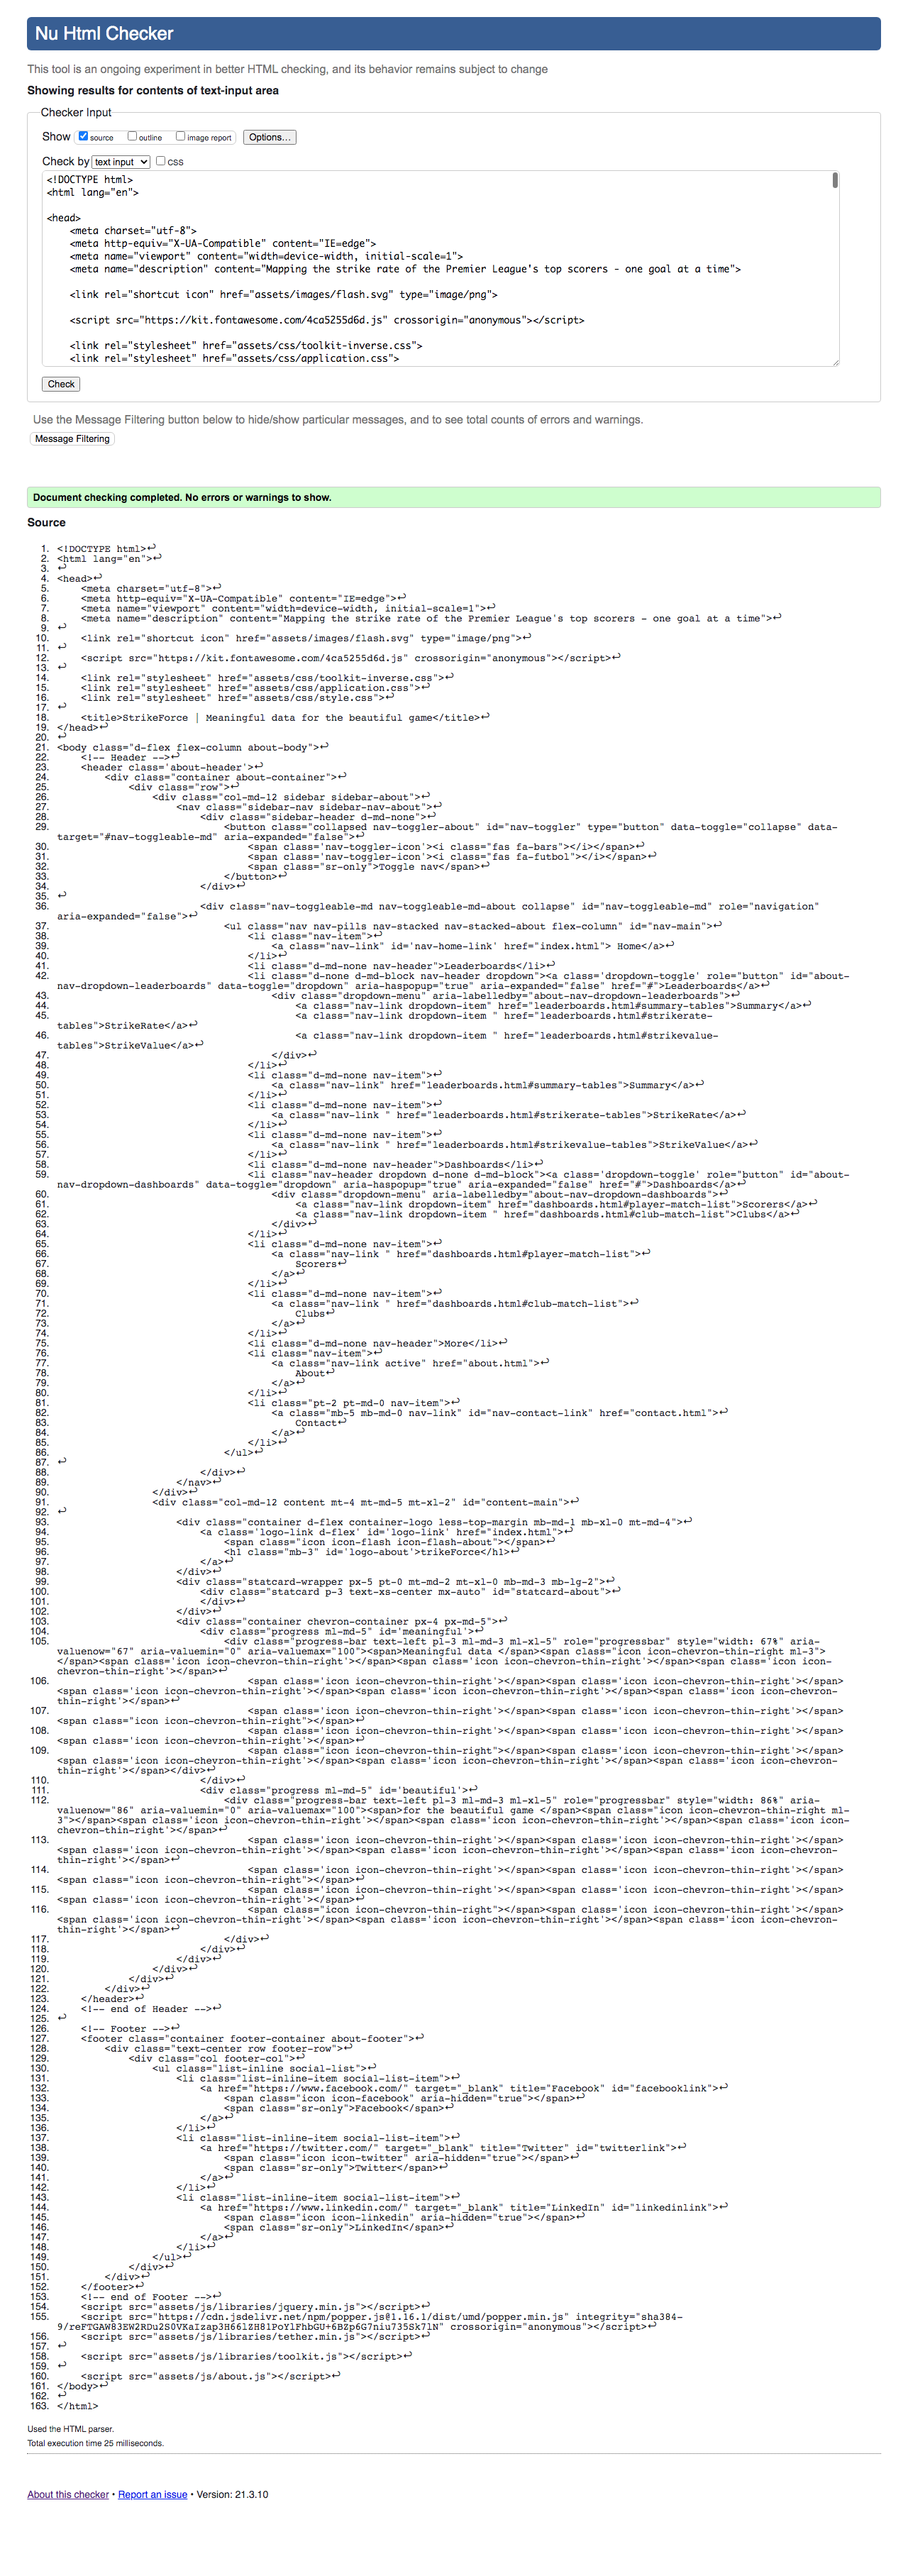 Nu Html Checker
This tool is an ongoing experiment in better HTML checking, and its behavior remains subject to change
Showing results for contents of text-input area
Checker Input
Show source outline image report Options...
Check by text input css
<!DOCTYPE html>
<html lang="en">
<head>
<meta charset="utf-8">
<meta http-equiv="X-UA-Compatible" content="IE=edge">
<meta name="viewport" content="width=device-width, initial-scale=1">
<meta name="description" content="Mapping the strike rate of the Premier League's top scorers - one goal at a time">
<link rel="shortcut icon" href="assets/images/flash.svg" type="image/png">
<script src="https://kit.fontawesome.com/4ca5255d6d.js" crossorigin="anonymous"></script>
<link rel="stylesheet" href="assets/css/toolkit-inverse.css">
<link rel="stylesheet" href="assets/css/application.css">
Check
Use the Message Filtering button below to hide/show particular messages, and to see total counts of errors and warnings.
Message Filtering
Document checking completed. No errors or warnings to show.
Source
1. <!DOCTYPE html>↩
2. <html lang="en">↩
3. ↩
4. <head>↩
5. <meta charset="utf-8">↩
6. <meta http-equiv="X-UA-Compatible" content="IE=edge">↩
7. <meta name="viewport" content="width=device-width, initial-scale=1">↩
8. <meta name="description" content="Mapping the strike rate of the Premier League's top scorers - one goal at a time">↩
9. ↩
10. <link rel="shortcut icon" href="assets/images/flash.svg" type="image/png">↩
11. ↩
12. <script src="https://kit.fontawesome.com/4ca5255d6d.js" crossorigin="anonymous"></script>↩
13. ↩
14. <link rel="stylesheet" href="assets/css/toolkit-inverse.css">↩
15. <link rel="stylesheet" href="assets/css/application.css">↩
16. <link rel="stylesheet" href="assets/css/style.css">↩
17. ↩
18. <title>StrikeForce | Meaningful data for the beautiful game</title>↩
19. </head>↩
20. ↩
21. <body class="d-flex flex-column about-body">↩
22. <!-- Header -->↩
23. <header class='about-header'>↩
24. <div class="container about-container">↩
25. <div class="row">↩
26. <div class="col-md-12 sidebar sidebar-about">↩
27. <nav class="sidebar-nav sidebar-nav-about">↩
28. <div class="sidebar-header d-md-none">↩
29. <button class="collapsed nav-toggler-about" id="nav-toggler" type="button" data-toggle="collapse" data-
target="#nav-toggleable-md" aria-expanded="false">↩
30. <span class='nav-toggler-icon'><i class="fas fa-bars"></i></span>↩
31. <span class='nav-toggler-icon'><i class="fas fa-futbol"></i></span>↩
32. <span class="sr-only">Toggle nav</span>↩
33. </button>↩
34. </div>↩
35. ↩
36. <div class="nav-toggleable-md nav-toggleable-md-about collapse" id="nav-toggleable-md" role="navigation"
aria-expanded="false">↩
37. <ul class="nav nav-pills nav-stacked nav-stacked-about flex-column" id="nav-main">↩
38. <li class="nav-item">↩
39. <a class="nav-link" id='nav-home-link' href="index.html"> Home</a>↩
40. </li>↩
41. <li class="d-md-none nav-header">Leaderboards</li>↩
42. <li class="d-none d-md-block nav-header dropdown"><a class='dropdown-toggle' role="button" id="about-
nav-dropdown-leaderboards" data-toggle="dropdown" aria-haspopup="true" aria-expanded="false" href="#">Leaderboards</a>↩
43. <div class="dropdown-menu" aria-labelledby="about-nav-dropdown-leaderboards">↩
44. <a class="nav-link dropdown-item" href="leaderboards.html#summary-tables">Summary</a>↩
45. <a class="nav-link dropdown-item " href="leaderboards.html#strikerate-
tables">StrikeRate</a>↩
46. <a class="nav-link dropdown-item " href="leaderboards.html#strikevalue-
tables">StrikeValue</a>↩
47. </div>↩
48. </li>↩
49. <li class="d-md-none nav-item">↩
50. <a class="nav-link" href="leaderboards.html#summary-tables">Summary</a>↩
51. </li>↩
52. <li class="d-md-none nav-item">↩
53. <a class="nav-link " href="leaderboards.html#strikerate-tables">StrikeRate</a>↩
54. </li>↩
55. <li class="d-md-none nav-item">↩
56. <a class="nav-link " href="leaderboards.html#strikevalue-tables">StrikeValue</a>↩
57. </li>↩
58. <li class="d-md-none nav-header">Dashboards</li>↩
59. <li class="nav-header dropdown d-none d-md-block"><a class='dropdown-toggle' role="button" id="about-
nav-dropdown-dashboards" data-toggle="dropdown" aria-haspopup="true" aria-expanded="false" href="#">Dashboards</a>↩
60. <div class="dropdown-menu" aria-labelledby="about-nav-dropdown-dashboards">↩
61. <a class="nav-link dropdown-item" href="dashboards.html#player-match-list">Scorers</a>↩
62. <a class="nav-link dropdown-item " href="dashboards.html#club-match-list">Clubs</a>↩
63. </div>↩
64. </li>↩
65. <li class="d-md-none nav-item">↩
66. <a class="nav-link " href="dashboards.html#player-match-list">↩
67. Scorers↩
68. </a>↩
69. </li>↩
70. <li class="d-md-none nav-item">↩
71. <a class="nav-link " href="dashboards.html#club-match-list">↩
72. Clubs↩
73. </a>↩
74. </li>↩
75. <li class="d-md-none nav-header">More</li>↩
76. <li class="nav-item">↩
77. <a class="nav-link active" href="about.html">↩
78. About↩
79. </a>↩
80. </li>↩
81. <li class="pt-2 pt-md-0 nav-item">↩
82. <a class="mb-5 mb-md-0 nav-link" id="nav-contact-link" href="contact.html">↩
83. Contact↩
84. </a>↩
85. </li>↩
86. </ul>↩
87. ↩
88. </div>↩
89. </nav>↩
90. </div>↩
91. <div class="col-md-12 content mt-4 mt-md-5 mt-xl-2" id="content-main">↩
92. ↩
93. <div class="container d-flex container-logo less-top-margin mb-md-1 mb-xl-0 mt-md-4">↩
94. <a class='logo-link d-flex' id='logo-link' href="index.html">↩
95. <span class="icon icon-flash icon-flash-about"></span>↩
96. <h1 class="mb-3" id='logo-about'>trikeForce</h1>↩
97. </a>↩
98. </div>↩
99. <div class="statcard-wrapper px-5 pt-0 mt-md-2 mt-xl-0 mb-md-3 mb-lg-2">↩
100. <div class="statcard p-3 text-xs-center mx-auto" id="statcard-about">↩
101. </div>↩
102. </div>↩
103. <div class="container chevron-container px-4 px-md-5">↩
104. <div class="progress ml-md-5" id='meaningful'>↩
105. <div class="progress-bar text-left pl-3 ml-md-3 ml-xl-5" role="progressbar" style="width: 67%" aria-
valuenow="67" aria-valuemin="0" aria-valuemax="100"><span>Meaningful data </span><span class="icon icon-chevron-thin-right ml-3">
</span><span class='icon icon-chevron-thin-right'></span><span class='icon icon-chevron-thin-right'></span><span class='icon icon-
chevron-thin-right'></span>↩
106. <span class='icon icon-chevron-thin-right'></span><span class='icon icon-chevron-thin-right'></span>
<span class='icon icon-chevron-thin-right'></span><span class='icon icon-chevron-thin-right'></span><span class='icon icon-chevron-
thin-right'></span>↩
107. <span class='icon icon-chevron-thin-right'></span><span class='icon icon-chevron-thin-right'></span>
<span class="icon icon-chevron-thin-right"></span>↩
108. <span class='icon icon-chevron-thin-right'></span><span class='icon icon-chevron-thin-right'></span>
<span class='icon icon-chevron-thin-right'></span>↩
109. <span class="icon icon-chevron-thin-right"></span><span class='icon icon-chevron-thin-right'></span>
<span class='icon icon-chevron-thin-right'></span><span class='icon icon-chevron-thin-right'></span><span class='icon icon-chevron-
thin-right'></span></div>↩
110. </div>↩
111. <div class="progress ml-md-5" id='beautiful'>↩
112. <div class="progress-bar text-left pl-3 ml-md-3 ml-xl-5" role="progressbar" style="width: 86%" aria-
valuenow="86" aria-valuemin="0" aria-valuemax="100"><span>for the beautiful game </span><span class="icon icon-chevron-thin-right ml-
3"></span><span class='icon icon-chevron-thin-right'></span><span class='icon icon-chevron-thin-right'></span><span class='icon icon-
chevron-thin-right'></span>↩
113. <span class='icon icon-chevron-thin-right'></span><span class='icon icon-chevron-thin-right'></span>
<span class='icon icon-chevron-thin-right'></span><span class='icon icon-chevron-thin-right'></span><span class='icon icon-chevron-
thin-right'></span>↩
114. <span class='icon icon-chevron-thin-right'></span><span class='icon icon-chevron-thin-right'></span>
<span class="icon icon-chevron-thin-right"></span>↩
115. <span class='icon icon-chevron-thin-right'></span><span class='icon icon-chevron-thin-right'></span>
<span class='icon icon-chevron-thin-right'></span>↩
116. <span class="icon icon-chevron-thin-right"></span><span class='icon icon-chevron-thin-right'></span>
<span class='icon icon-chevron-thin-right'></span><span class='icon icon-chevron-thin-right'></span><span class='icon icon-chevron-
thin-right'></span>↩
117. </div>↩
118. </div>↩
119. </div>↩
120. </div>↩
121. </div>↩
122. </div>↩
123. </header>↩
124. <!-- end of Header -->↩
125. ↩
126. <!-- Footer -->↩
127. <footer class="container footer-container about-footer">↩
128. <div class="text-center row footer-row">↩
129. <div class="col footer-col">↩
130. <ul class="list-inline social-list">↩
131. <li class="list-inline-item social-list-item">↩
132. <a href="https://www.facebook.com/" target="_blank" title="Facebook" id="facebooklink">↩
133. <span class="icon icon-facebook" aria-hidden="true"></span>↩
134. <span class="sr-only">Facebook</span>↩
135. </a>↩
136. </li>↩
137. <li class="list-inline-item social-list-item">↩
138. <a href="https://twitter.com/" target="_blank" title="Twitter" id="twitterlink">↩
139. <span class="icon icon-twitter" aria-hidden="true"></span>↩
140. <span class="sr-only">Twitter</span>↩
141. </a>↩
142. </li>↩
143. <li class="list-inline-item social-list-item">↩
144. <a href="https://www.linkedin.com/" target="_blank" title="LinkedIn" id="linkedinlink">↩
145. <span class="icon icon-linkedin" aria-hidden="true"></span>↩
146. <span class="sr-only">LinkedIn</span>↩
147. </a>↩
148. </li>↩
149. </ul>↩
150. </div>↩
151. </div>↩
152. </footer>↩
153. <!-- end of Footer -->↩
154. <script src="assets/js/libraries/jquery.min.js"></script>↩
155. <script src="https://cdn.jsdelivr.net/npm/popper.js@1.16.1/dist/umd/popper.min.js" integrity="sha384-
9/reFTGAW83EW2RDu2S0VKaIzap3H66lZH81PoYlFhbGU+6BZp6G7niu735Sk7lN" crossorigin="anonymous"></script>↩
156. <script src="assets/js/libraries/tether.min.js"></script>↩
157. ↩
158. <script src="assets/js/libraries/toolkit.js"></script>↩
159. ↩
160. <script src="assets/js/about.js"></script>↩
161. </body>↩
162. ↩
163. </html>
Used the HTML parser.
Total execution time 25 milliseconds.
About this checker • Report an issue • Version: 21.3.10